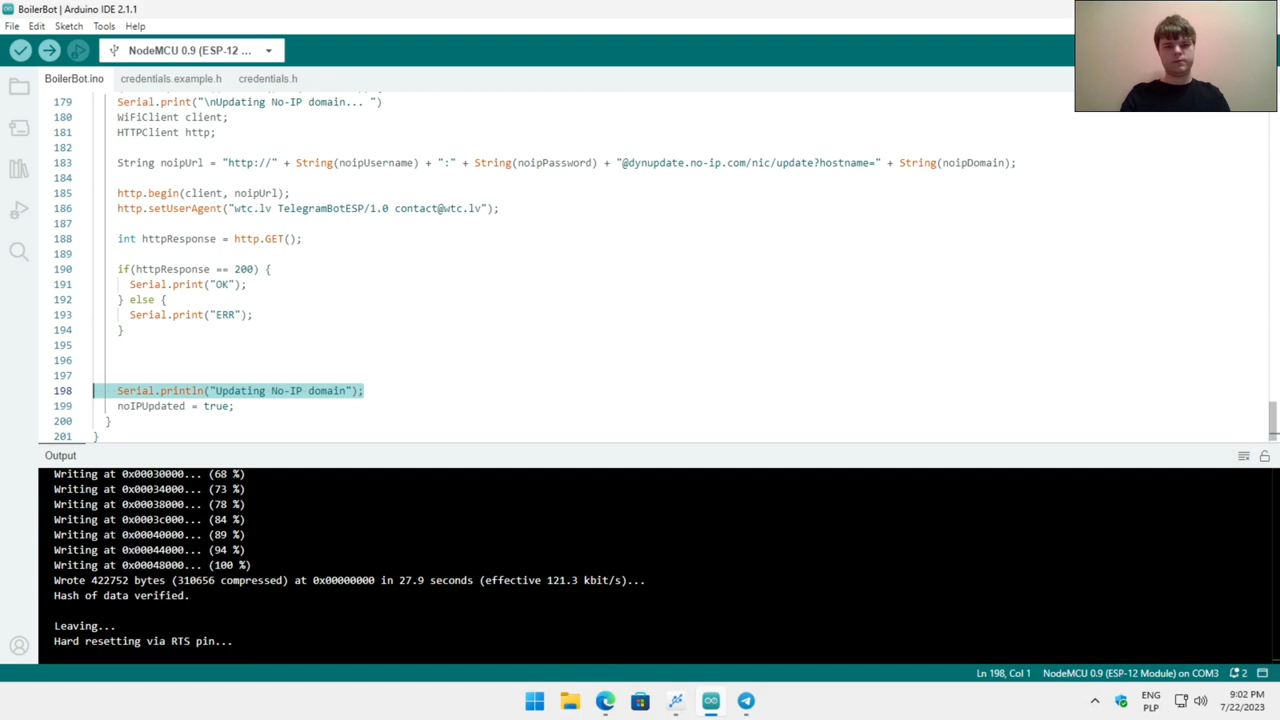 BoilerBot | Arduino IDE 2.1.1
File Edit Sketch Tools Help
NodeMCU 0.9 (ESP-12 ...
BoilerBot.ino credentials.example.h credentials.h
179 Serial.print("\nUpdating No-IP domain... ")
180 WiFiClient client;
181 HTTPClient http;
182
183 String noipUrl = "http://" + String(noipUsername) + ":" + String(noipPassword) + "@dynupdate.no-ip.com/nic/update?hostname=" + String(noipDomain);
184
185 http.begin(client, noipUrl);
186 http.setUserAgent("wtc.lv TelegramBotESP/1.0 contact@wtc.lv");
187
188 int httpResponse = http.GET();
189
190 if(httpResponse == 200) {
191 Serial.print("OK");
192 } else {
193 Serial.print("ERR");
194 }
195
196
197
198 Serial.println("Updating No-IP domain");
199 noIPUpdated = true;
200 }
201 }
Output
Writing at 0x00030000... (68 %)
Writing at 0x00034000... (73 %)
Writing at 0x00038000... (78 %)
Writing at 0x0003c000... (84 %)
Writing at 0x00040000... (89 %)
Writing at 0x00044000... (94 %)
Writing at 0x00048000... (100 %)
Wrote 422752 bytes (310656 compressed) at 0x00000000 in 27.9 seconds (effective 121.3 kbit/s)...
Hash of data verified.
Leaving...
Hard resetting via RTS pin...
Ln 198, Col 1 NodeMCU 0.9 (ESP-12 Module) on COM3 2
ENG 9:02 PM
PLP 7/22/2023